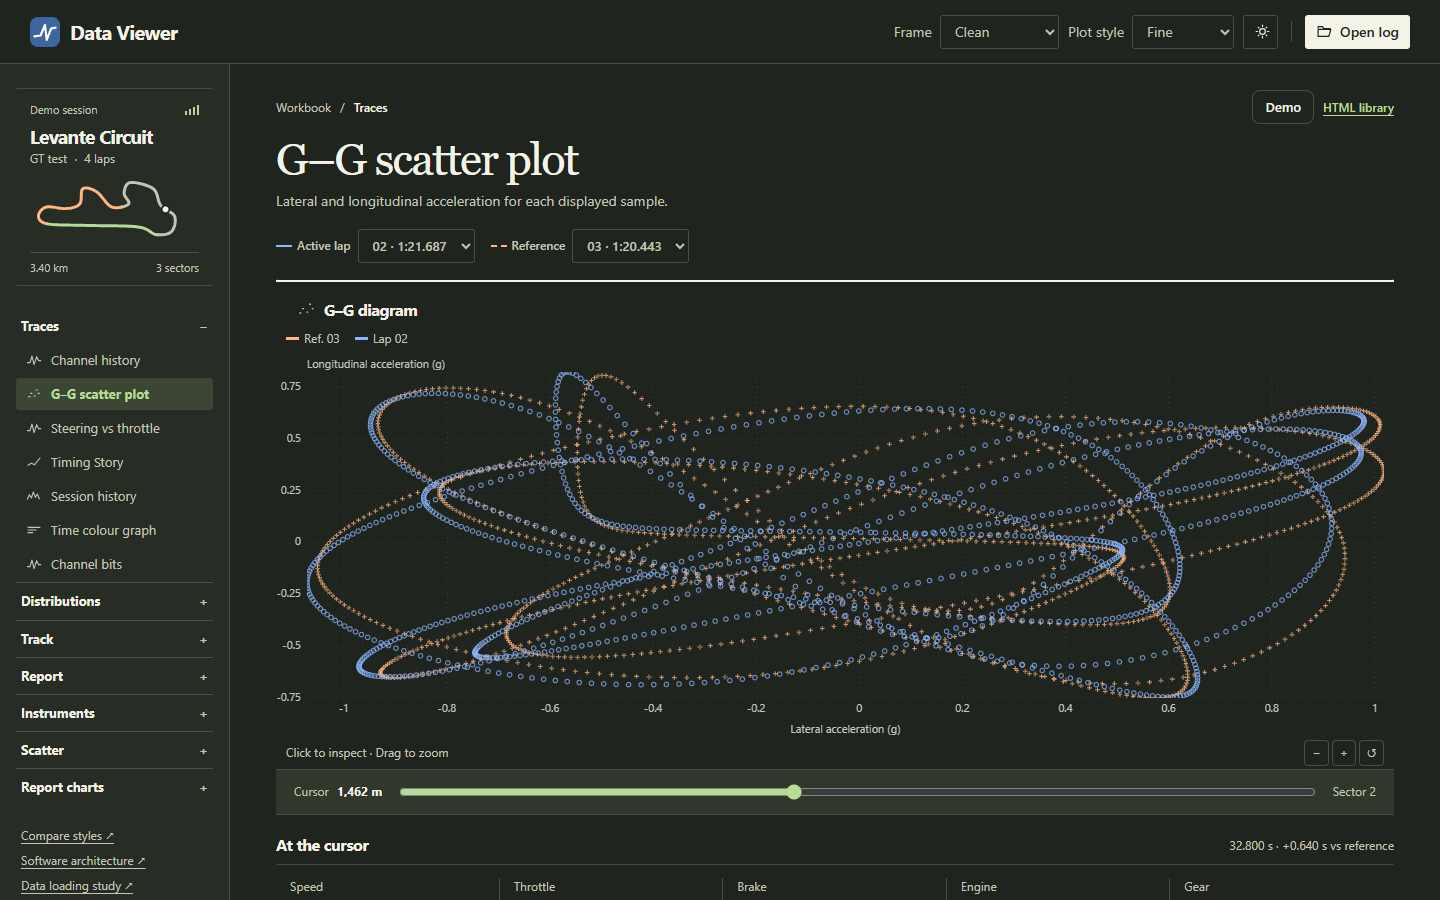 Data Viewer
Frame Clean Plot style Fine Open log
Demo session
Levante Circuit
GT test · 4 laps
3.40 km 3 sectors
Traces −
Channel history
G–G scatter plot
Steering vs throttle
Timing Story
Session history
Time colour graph
Channel bits
Distributions +
Track +
Report +
Instruments +
Scatter +
Report charts +
Compare styles ↗
Software architecture ↗
Data loading study ↗
Workbook / Traces
Demo HTML library
G–G scatter plot
Lateral and longitudinal acceleration for each displayed sample.
Active lap 02 · 1:21.687 Reference 03 · 1:20.443
G–G diagram
Ref. 03 Lap 02
Longitudinal acceleration (g)
0.75
0.5
0.25
0
-0.25
-0.5
-0.75
-1 -0.8 -0.6 -0.4 -0.2 0 0.2 0.4 0.6 0.8 1
Lateral acceleration (g)
Click to inspect · Drag to zoom − + ↺
Cursor 1,462 m Sector 2
At the cursor 32.800 s · +0.640 s vs reference
Speed Throttle Brake Engine Gear